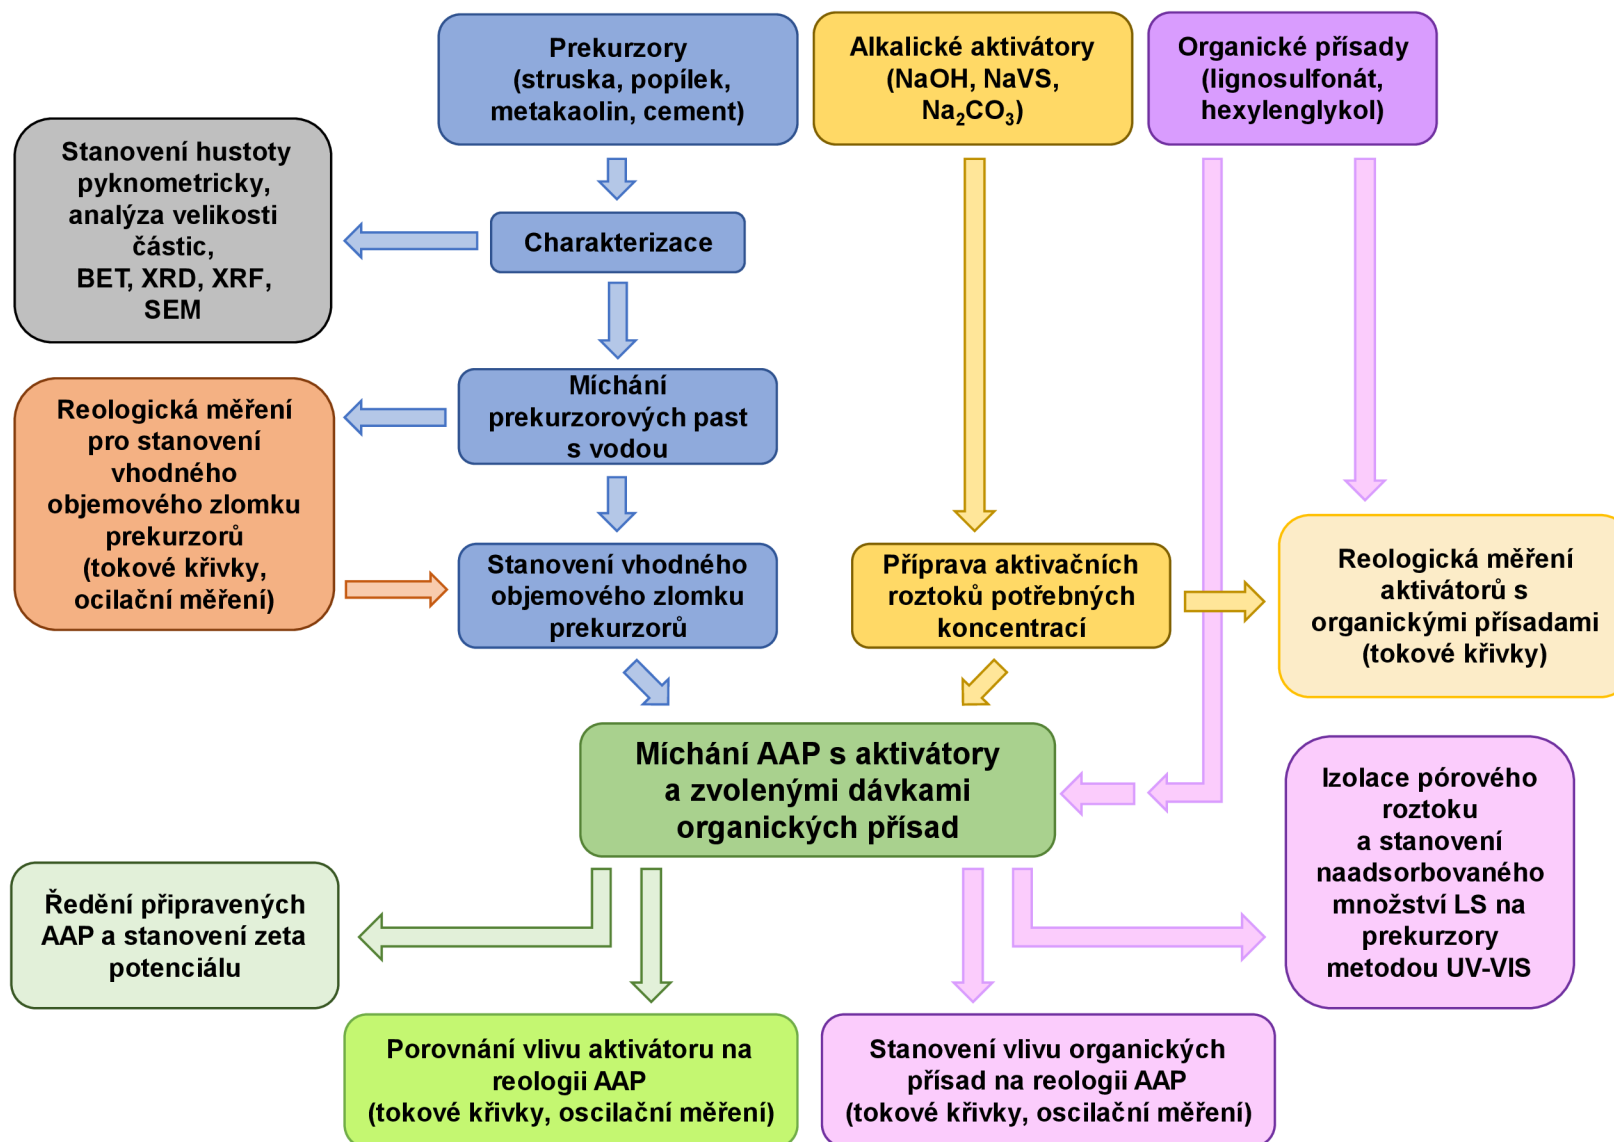 Prekurzory
(struska, popílek,
metakaolin, cement)
Alkalické aktivátory
(NaOH, NaVS,
Na₂CO₃)
Organické přísady
(lignosulfonát,
hexylenglykol)
Stanovení hustoty
pyknometricky,
analýza velikosti
částic,
BET, XRD, XRF,
SEM
Charakterizace
Míchání
prekurzorových past
s vodou
Reologická měření
pro stanovení
vhodného
objemového zlomku
prekurzorů
(tokové křivky,
ocilační měření)
Stanovení vhodného
objemového zlomku
prekurzorů
Příprava aktivačních
roztoků potřebných
koncentrací
Reologická měření
aktivátorů s
organickými přísadami
(tokové křivky)
Míchání AAP s aktivátory
a zvolenými dávkami
organických přísad
Izolace pórového
roztoku
a stanovení
naadsorbovaného
množství LS na
prekurzory
metodou UV-VIS
Ředění připravených
AAP a stanovení zeta
potenciálu
Porovnání vlivu aktivátoru na
reologii AAP
(tokové křivky, oscilační měření)
Stanovení vlivu organických
přísad na reologii AAP
(tokové křivky, oscilační měření)